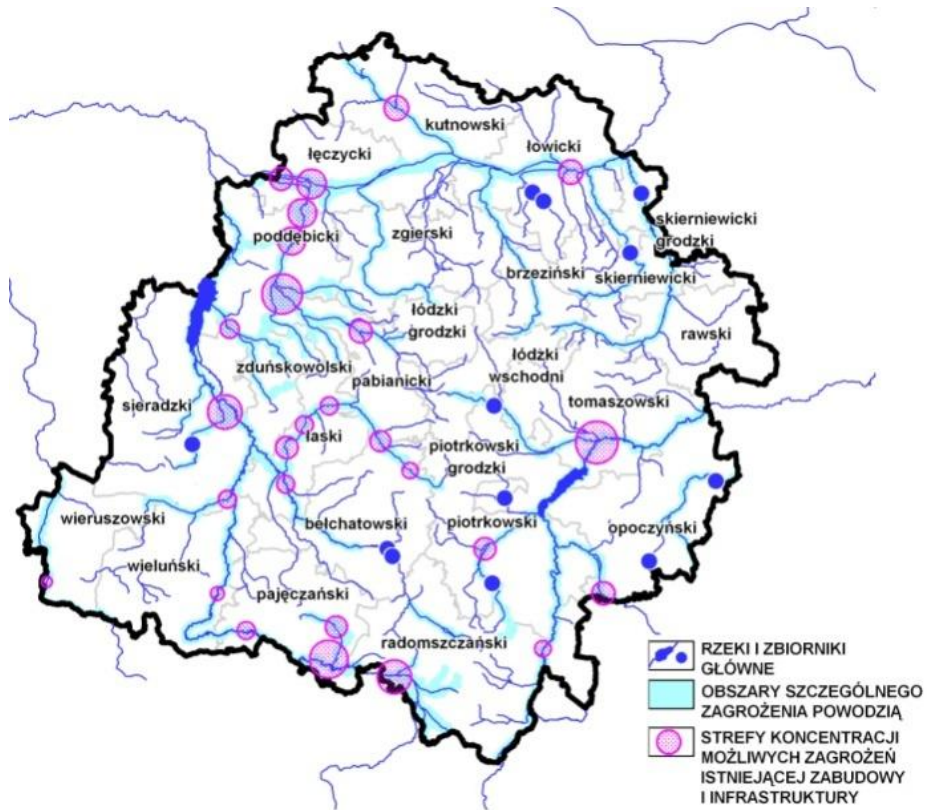 kutnowski
łęczycki
łowicki
skierniewicki
grodzki
poddębicki
zgierski
brzeziński
skierniewicki
łódzki
grodzki
rawski
zduńskowolski
łódzki
wschodni
pabianicki
sieradzki
tomaszowski
łaski
piotrkowski
grodzki
wieruszowski
bełchatowski
piotrkowski
opoczyński
wieluński
pajęczański
radomszczański
RZEKI I ZBIORNIKI
GŁÓWNE
OBSZARY SZCZEGÓLNEGO
ZAGROŻENIA POWODZIĄ
STREFY KONCENTRACJI
MOŻLIWYCH ZAGROŻEŃ
ISTNIEJĄCEJ ZABUDOWY
I INFRASTRUKTURY